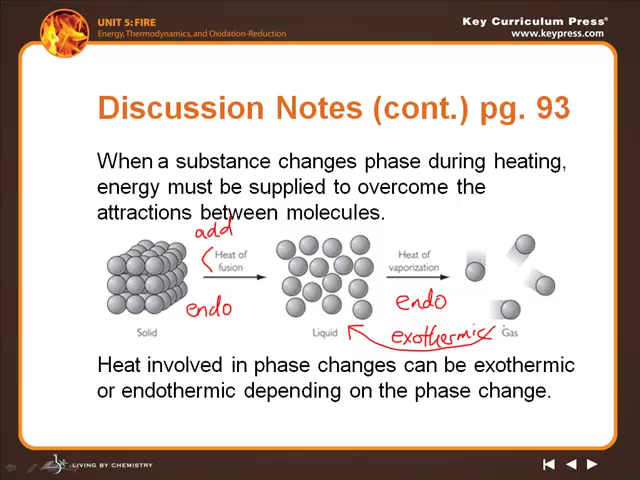 UNIT 5: FIRE
Energy, Thermodynamics, and Oxidation-Reduction
Key Curriculum Press®
www.keypress.com
Discussion Notes (cont.) pg. 93
When a substance changes phase during heating,
energy must be supplied to overcome the
attractions between molecules.
add
Heat of
fusion
Heat of
vaporization
endo
endo
exothermic
Solid
Liquid
Gas
Heat involved in phase changes can be exothermic
or endothermic depending on the phase change.
LIVING BY CHEMISTRY